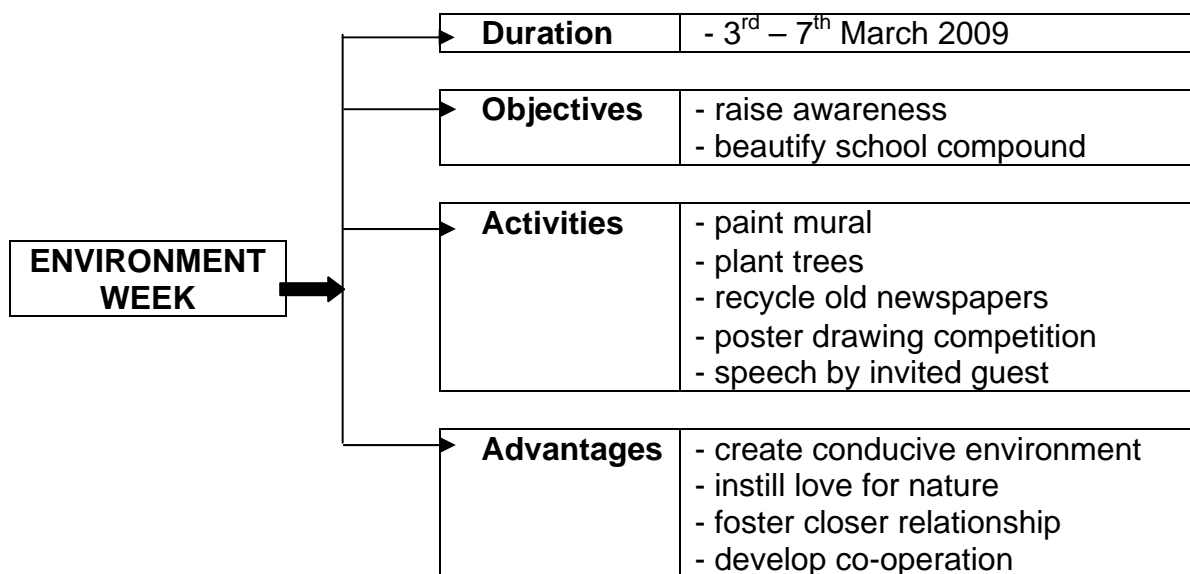 Duration - 3rd – 7th March 2009
Objectives - raise awareness
- beautify school compound
ENVIRONMENT
WEEK
Activities - paint mural
- plant trees
- recycle old newspapers
- poster drawing competition
- speech by invited guest
Advantages - create conducive environment
- instill love for nature
- foster closer relationship
- develop co-operation